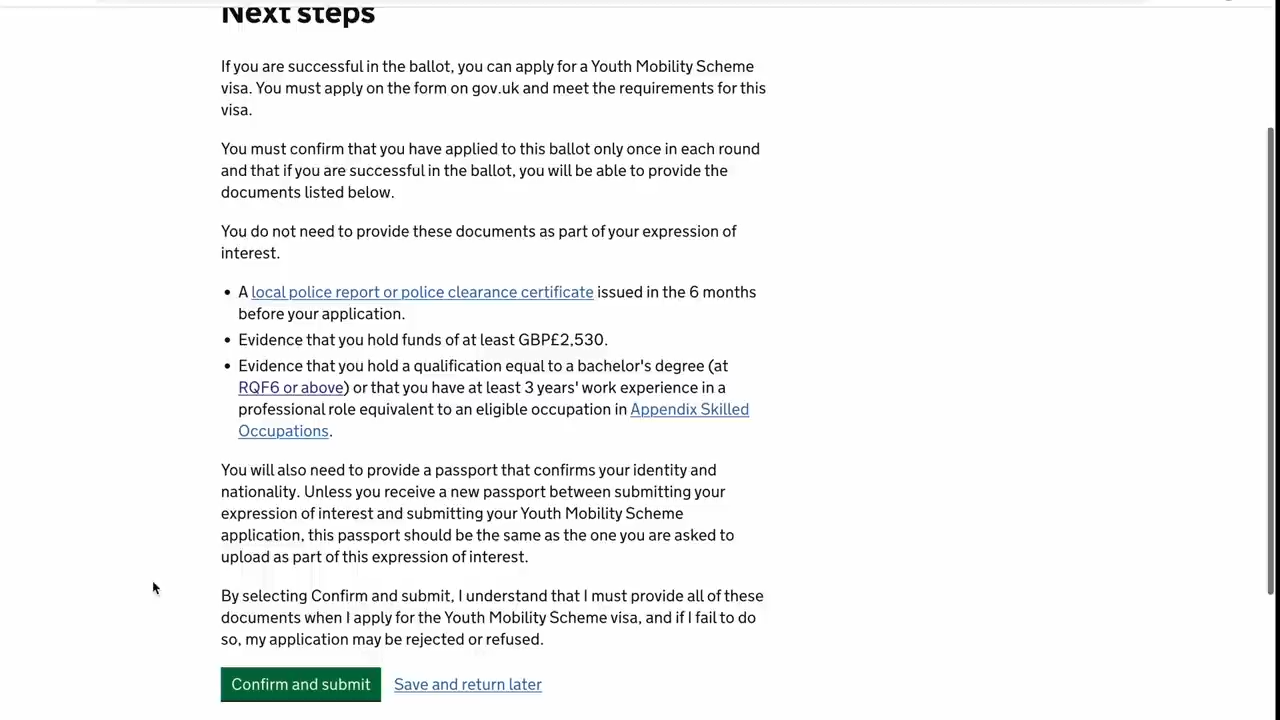 Next steps
If you are successful in the ballot, you can apply for a Youth Mobility Scheme
visa. You must apply on the form on gov.uk and meet the requirements for this
visa.
You must confirm that you have applied to this ballot only once in each round
and that if you are successful in the ballot, you will be able to provide the
documents listed below.
You do not need to provide these documents as part of your expression of
interest.
• A local police report or police clearance certificate issued in the 6 months
before your application.
• Evidence that you hold funds of at least GBP£2,530.
• Evidence that you hold a qualification equal to a bachelor's degree (at
RQF6 or above) or that you have at least 3 years' work experience in a
professional role equivalent to an eligible occupation in Appendix Skilled
Occupations.
You will also need to provide a passport that confirms your identity and
nationality. Unless you receive a new passport between submitting your
expression of interest and submitting your Youth Mobility Scheme
application, this passport should be the same as the one you are asked to
upload as part of this expression of interest.
By selecting Confirm and submit, I understand that I must provide all of these
documents when I apply for the Youth Mobility Scheme visa, and if I fail to do
so, my application may be rejected or refused.
Confirm and submit Save and return later